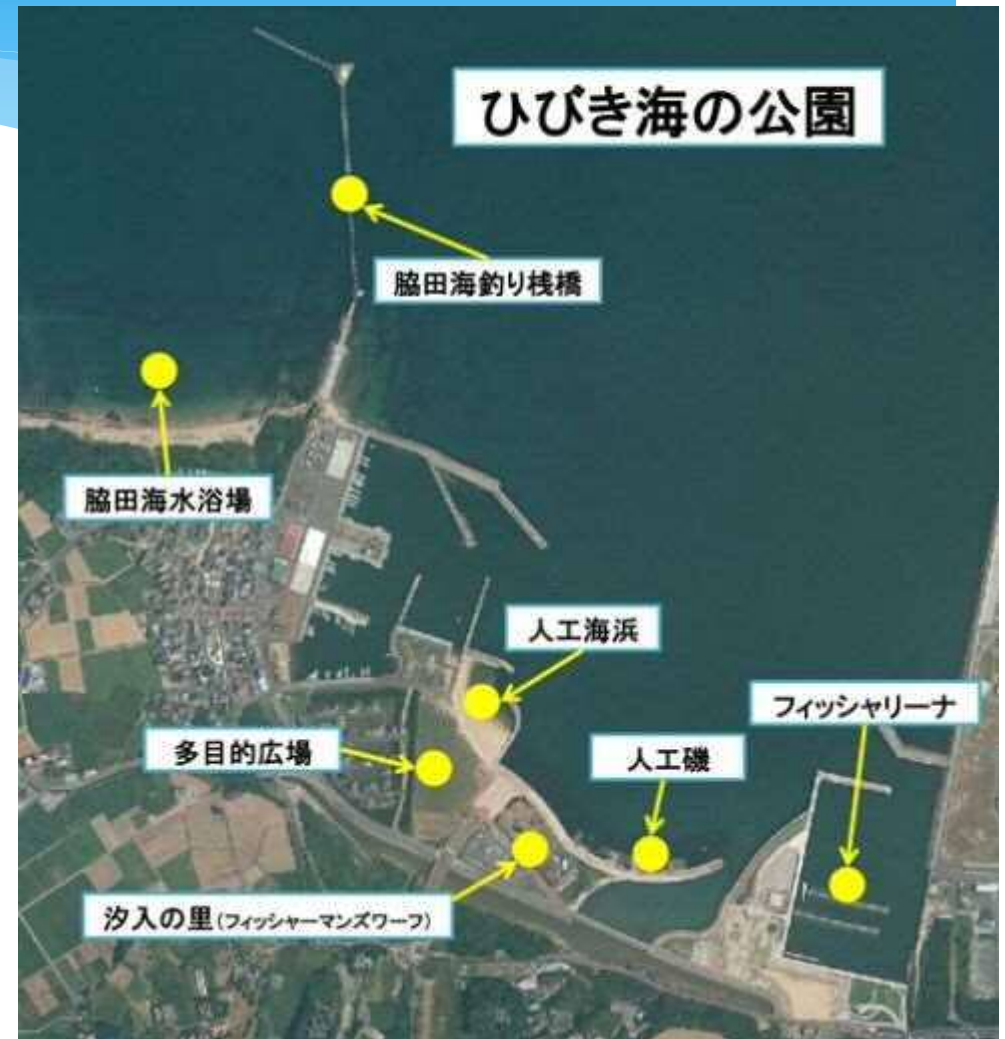 ひびき海の公園
脇田海釣り桟橋
脇田海水浴場
人工海浜
フィッシャリーナ
多目的広場
人工磯
汐入の里(フィッシャーマンズワーフ)